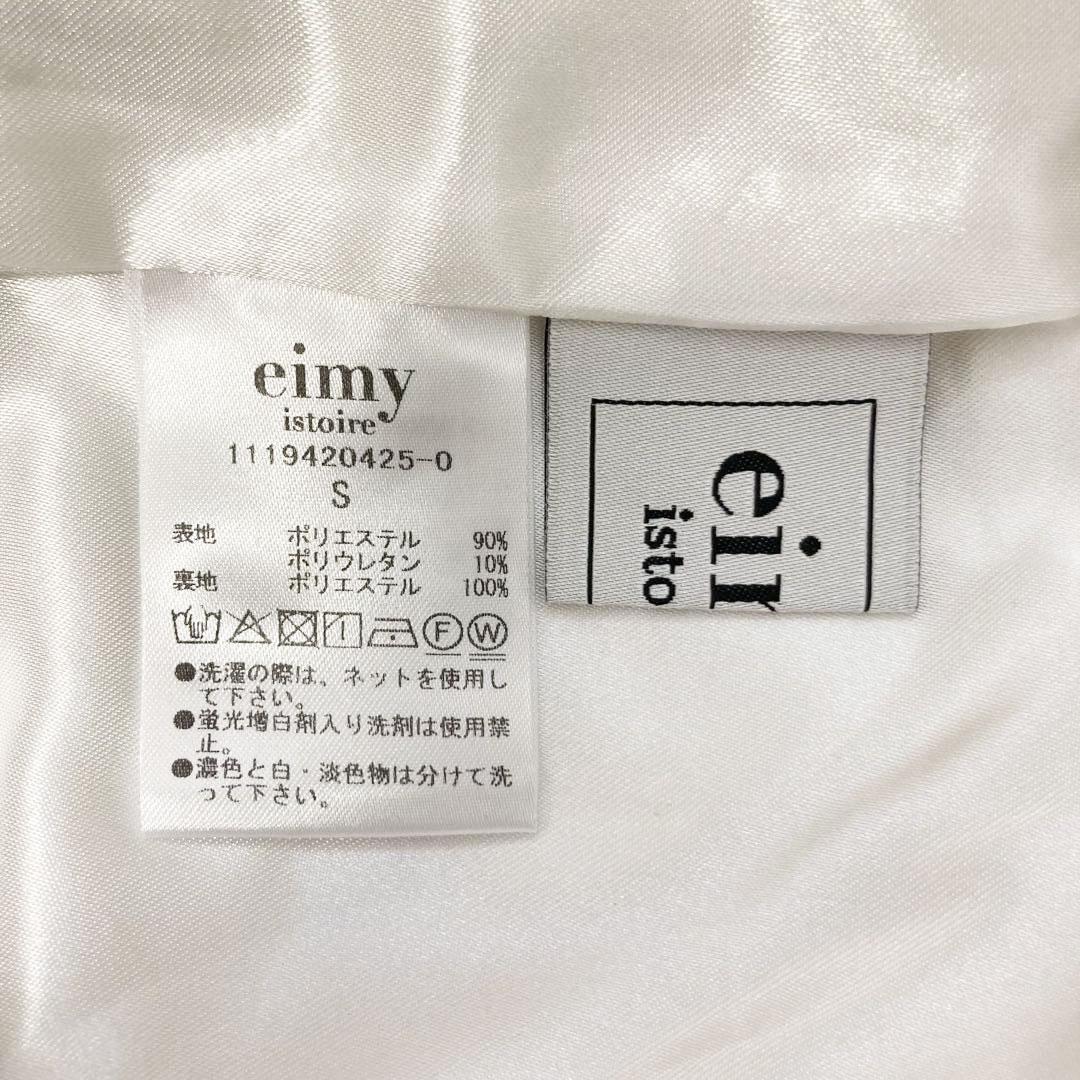 eimy
istoire
1119420425-0
S
表地 ポリエステル 90%
ポリウレタン 10%
裏地 ポリエステル 100%
F W
●洗濯の際は、ネットを使用し
て下さい。
●蛍光増白剤入り洗剤は使用禁
止。
●濃色と白・淡色物は分けて洗
って下さい。
eim
isto